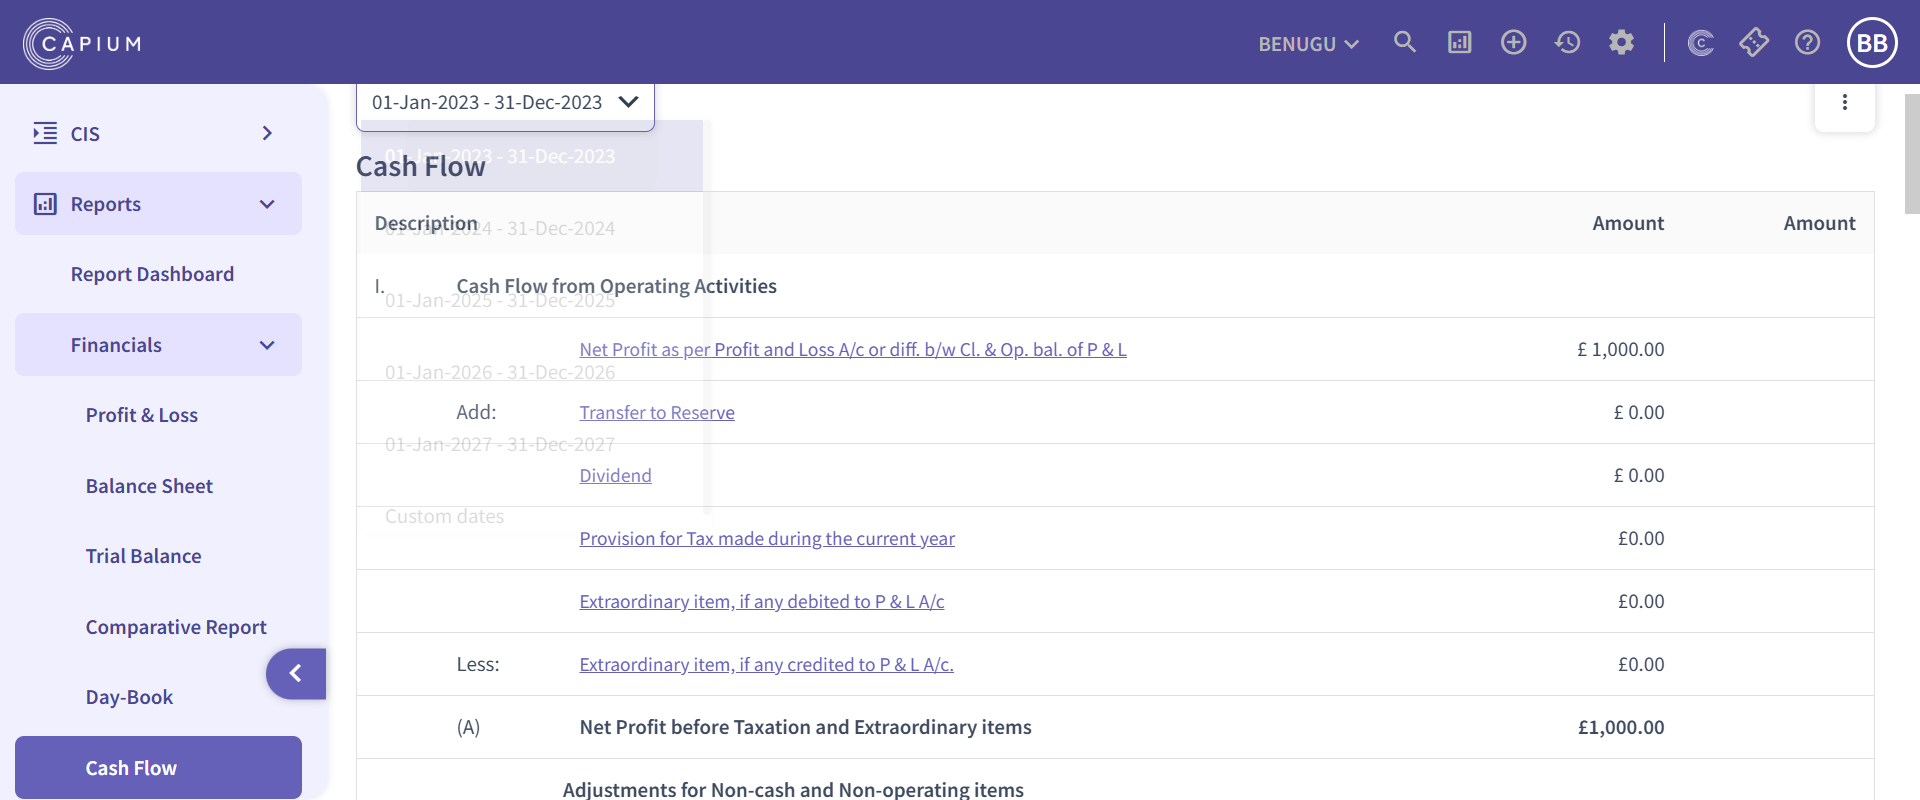 CAPIUM
BENUGU
BB
CIS
Reports
Report Dashboard
Financials
Profit & Loss
Balance Sheet
Trial Balance
Comparative Report
Day-Book
Cash Flow
01-Jan-2023 - 31-Dec-2023
01-Jan-2023 - 31-Dec-2023
01-Jan-2024 - 31-Dec-2024
01-Jan-2025 - 31-Dec-2025
01-Jan-2026 - 31-Dec-2026
01-Jan-2027 - 31-Dec-2027
Custom dates
Cash Flow
Description Amount Amount
I. Cash Flow from Operating Activities
Net Profit as per Profit and Loss A/c or diff. b/w Cl. & Op. bal. of P & L £ 1,000.00
Add: Transfer to Reserve £ 0.00
Dividend £ 0.00
Provision for Tax made during the current year £0.00
Extraordinary item, if any debited to P & L A/c £0.00
Less: Extraordinary item, if any credited to P & L A/c. £0.00
(A) Net Profit before Taxation and Extraordinary items £1,000.00
Adjustments for Non-cash and Non-operating items